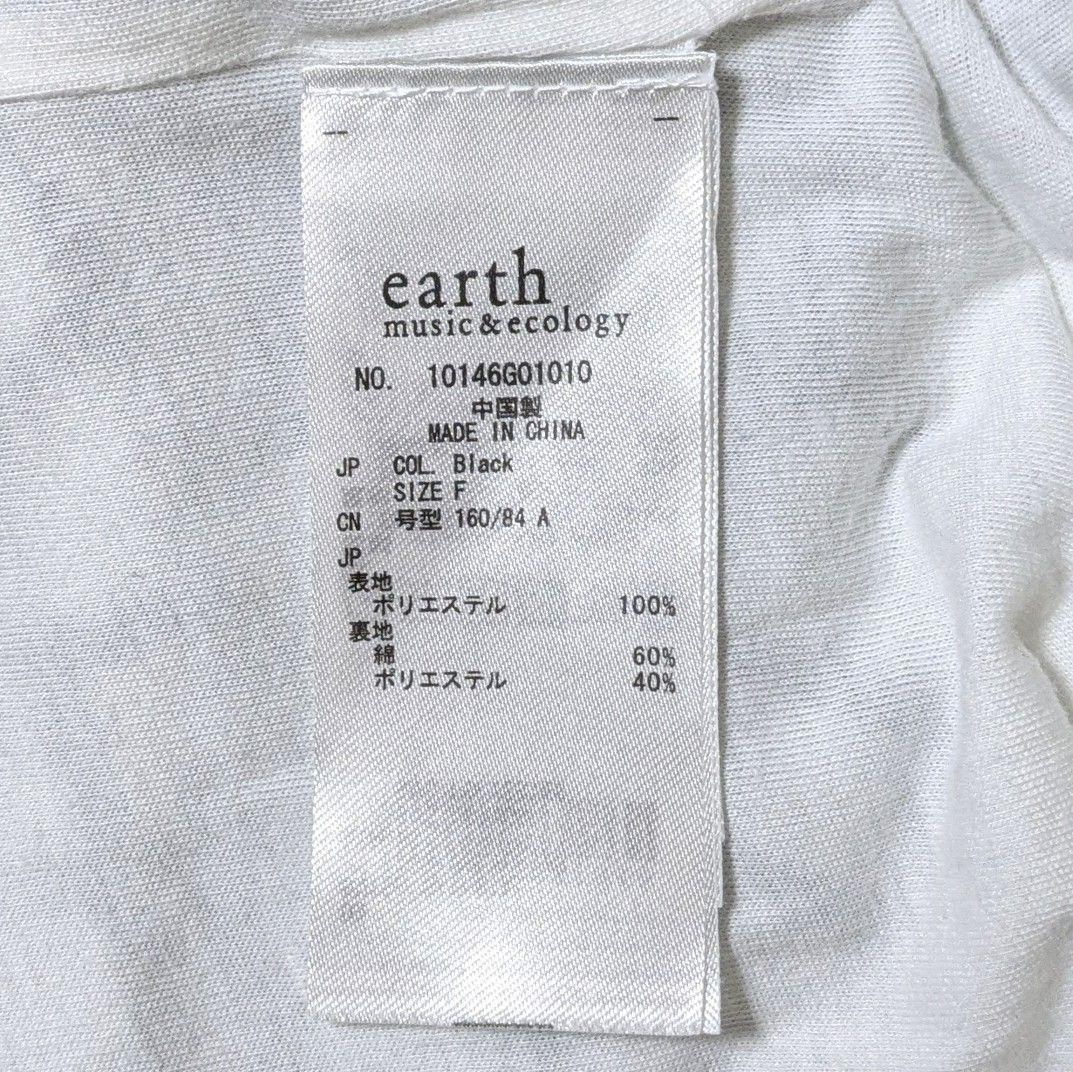 earth
music&ecology
NO. 10146G01010
中国製
MADE IN CHINA
JP COL. Black
SIZE F
CN 号型 160/84 A
JP
表地
ポリエステル 100%
裏地
綿 60%
ポリエステル 40%